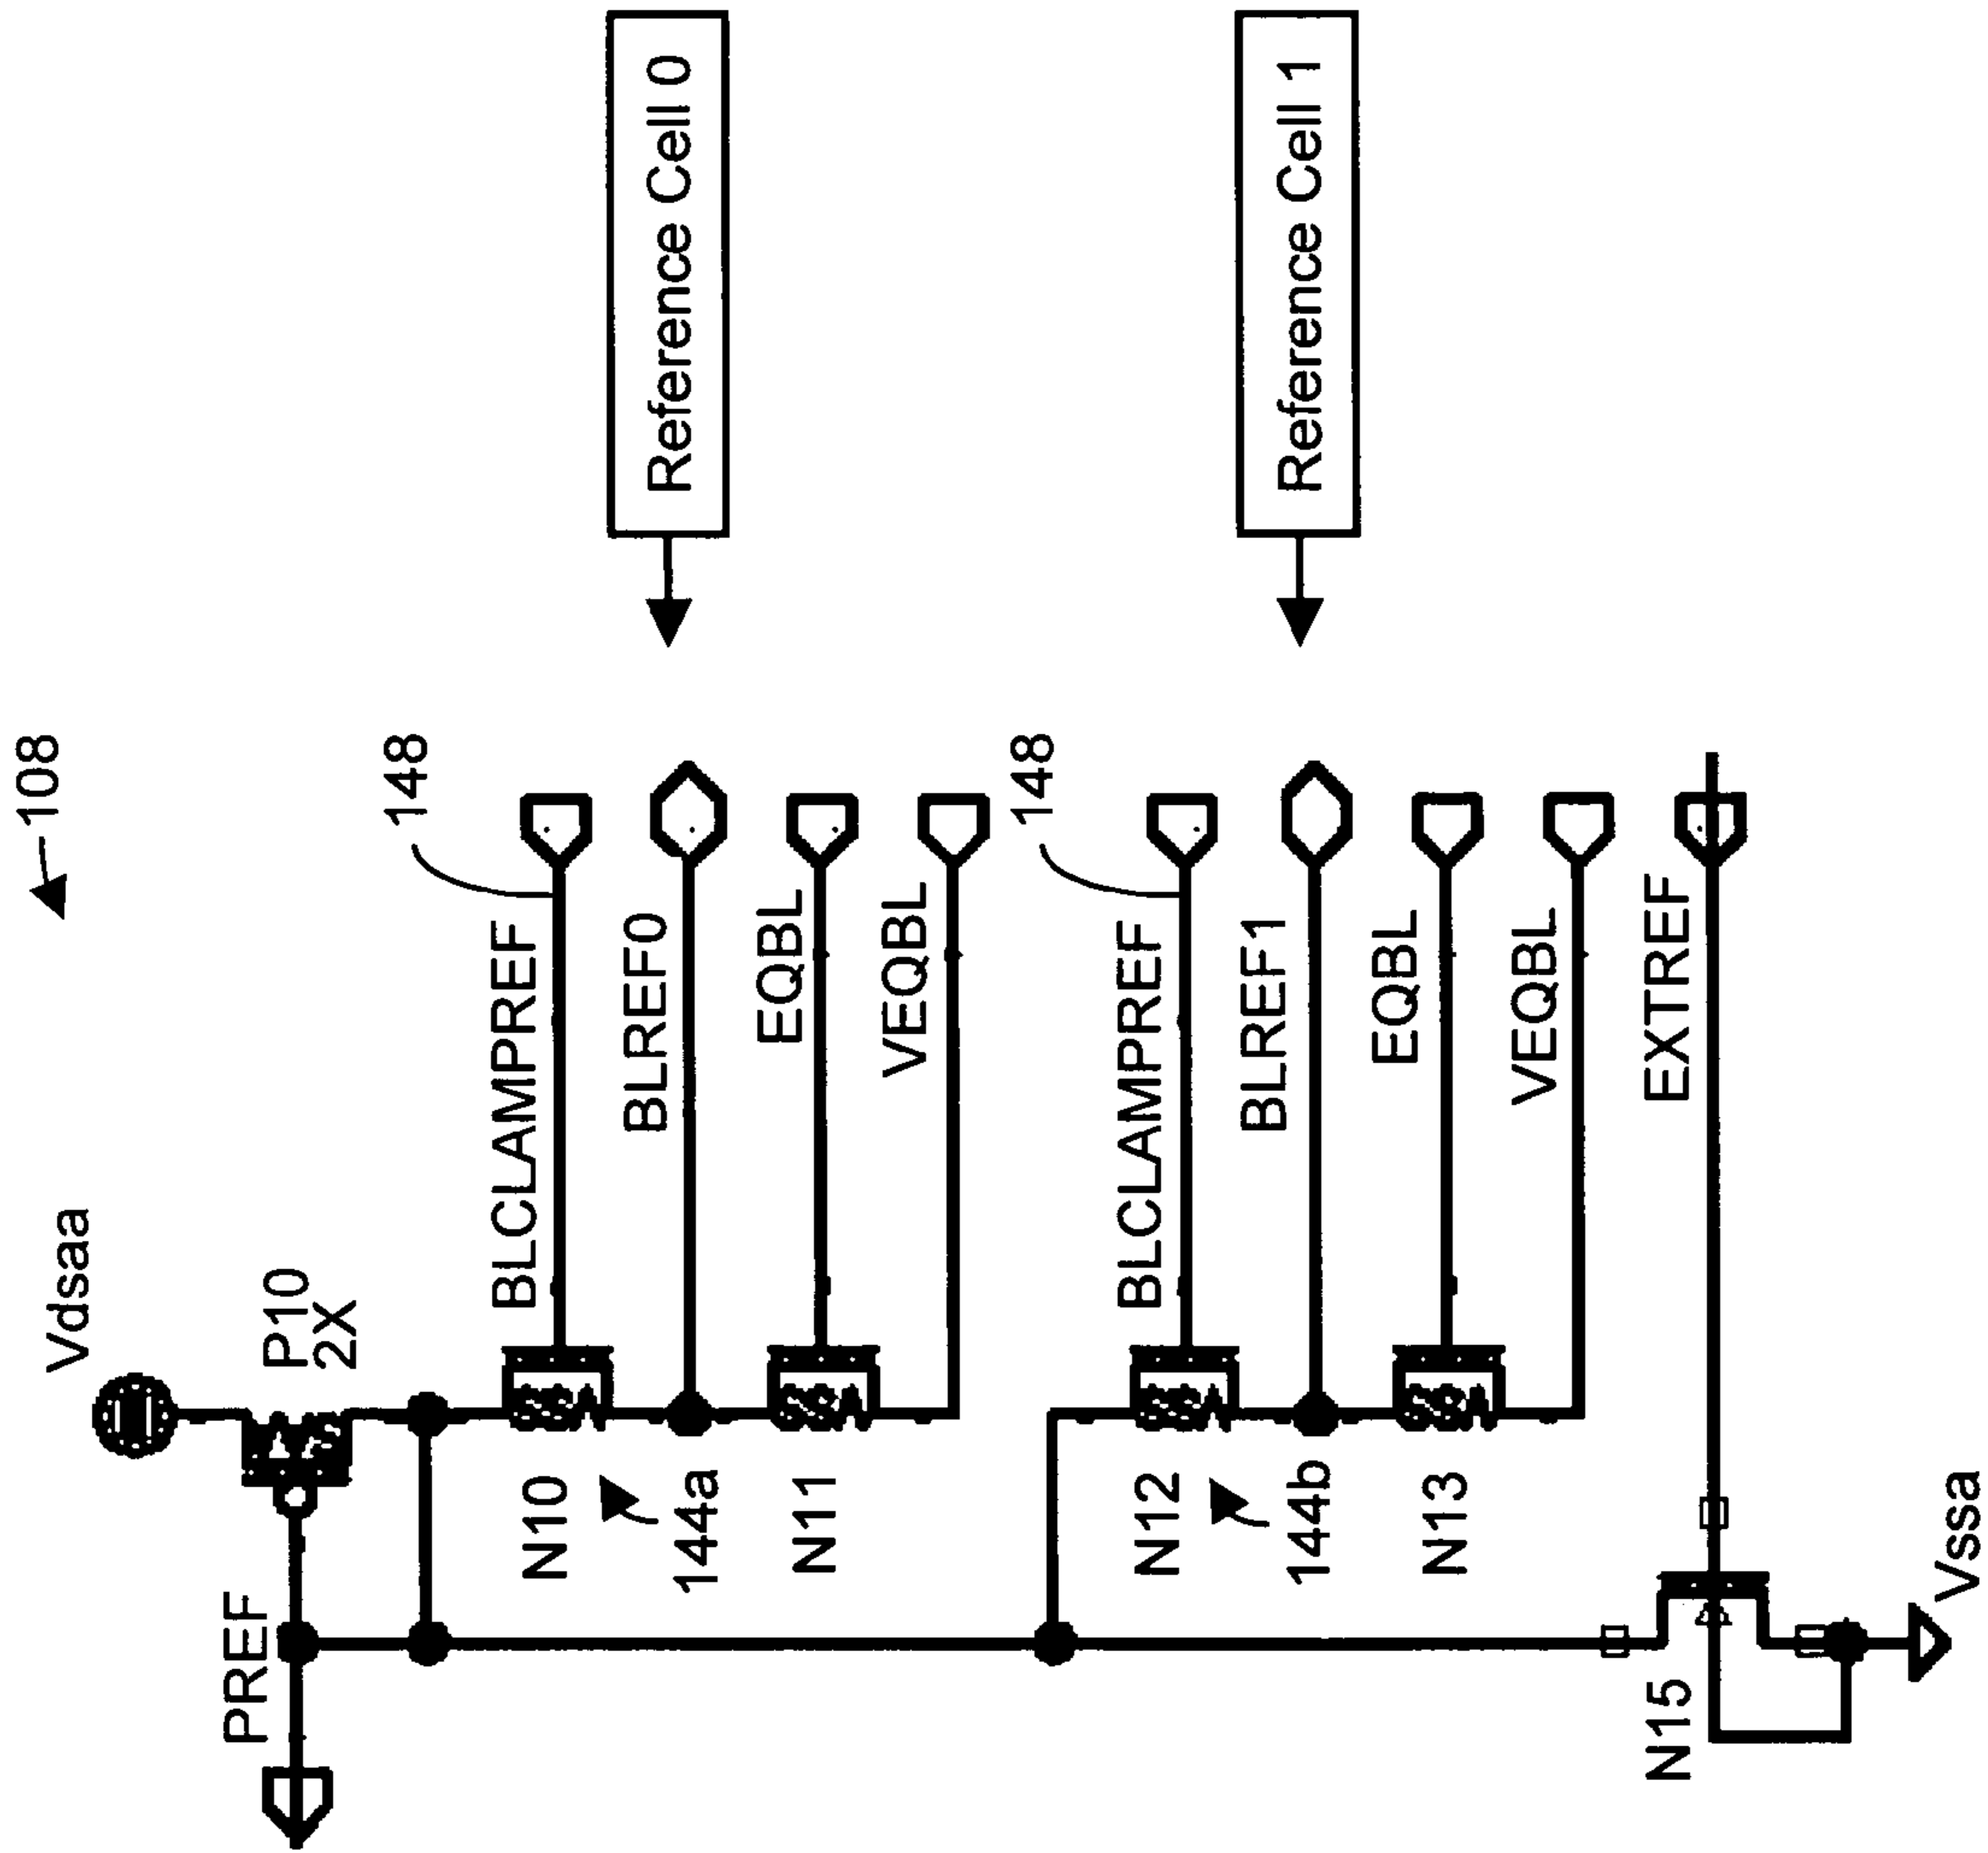 108
Vdsaa
P10
2X
PREF
148
BLCLAMPREF
N10
BLREF0
144a
EQBL
N11
VEQBL
Reference Cell 0
148
BLCLAMPREF
N12
BLREF1
144b
EQBL
N13
VEQBL
Reference Cell 1
EXTREF
N15
Vssa